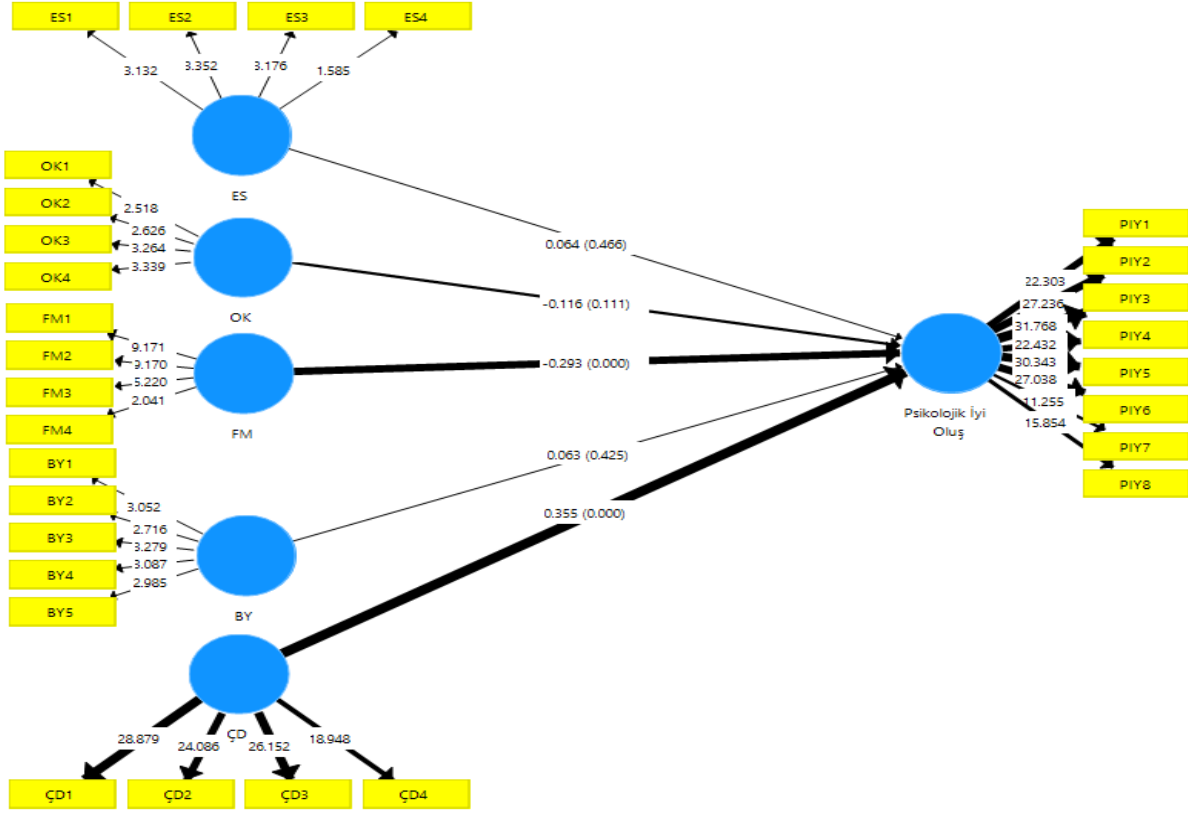 ES1
ES2
ES3
ES4
3.132
3.352
3.176
1.585
ES
OK1
OK2
OK3
OK4
2.518
2.626
3.264
3.339
OK
FM1
FM2
FM3
FM4
9.171
9.170
5.220
2.041
FM
BY1
BY2
BY3
BY4
BY5
3.052
2.716
3.279
3.087
2.985
BY
ÇD
28.879
24.086
26.152
18.948
ÇD1
ÇD2
ÇD3
ÇD4
0.064 (0.466)
-0.116 (0.111)
-0.293 (0.000)
0.063 (0.425)
0.355 (0.000)
Psikolojik İyi
Oluş
22.303
27.236
31.768
22.432
30.343
27.038
11.255
15.854
PIY1
PIY2
PIY3
PIY4
PIY5
PIY6
PIY7
PIY8